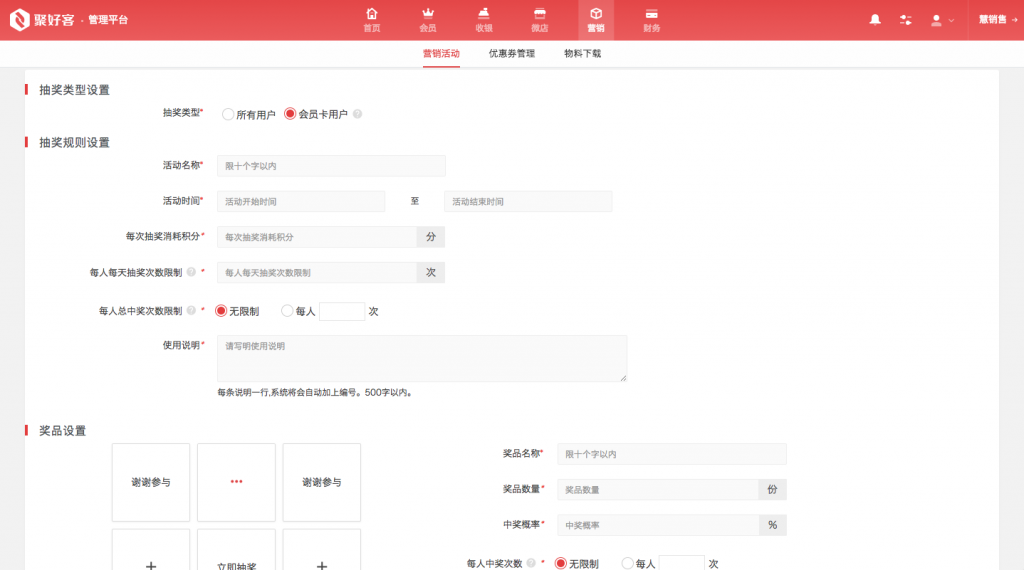 聚好客 · 管理平台
首页 会员 收银 微店 营销 财务
慧销售
营销活动 优惠券管理 物料下载
抽奖类型设置
抽奖类型* 所有用户 会员卡用户 ?
抽奖规则设置
活动名称* 限十个字以内
活动时间* 活动开始时间 至 活动结束时间
每次抽奖消耗积分* 每次抽奖消耗积分 分
每人每天抽奖次数限制 ? * 每人每天抽奖次数限制 次
每人总中奖次数限制 ? * 无限制 每人 次
使用说明* 请写明使用说明
每条说明一行,系统将会自动加上编号。500字以内。
奖品设置
谢谢参与 ••• 谢谢参与
+ 立即抽奖 +
奖品名称* 限十个字以内
奖品数量* 奖品数量 份
中奖概率* 中奖概率 %
每人中奖次数 ? * 无限制 每人 次